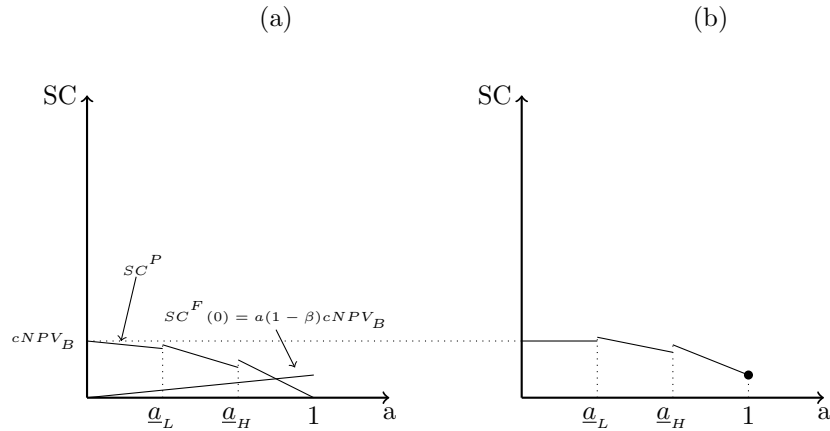 (a) (b)
SC SC
SC^P
SC^F(0) = a(1 − β)cNPV_B
cNPV_B
a_L a_H 1 a a_L a_H 1 a